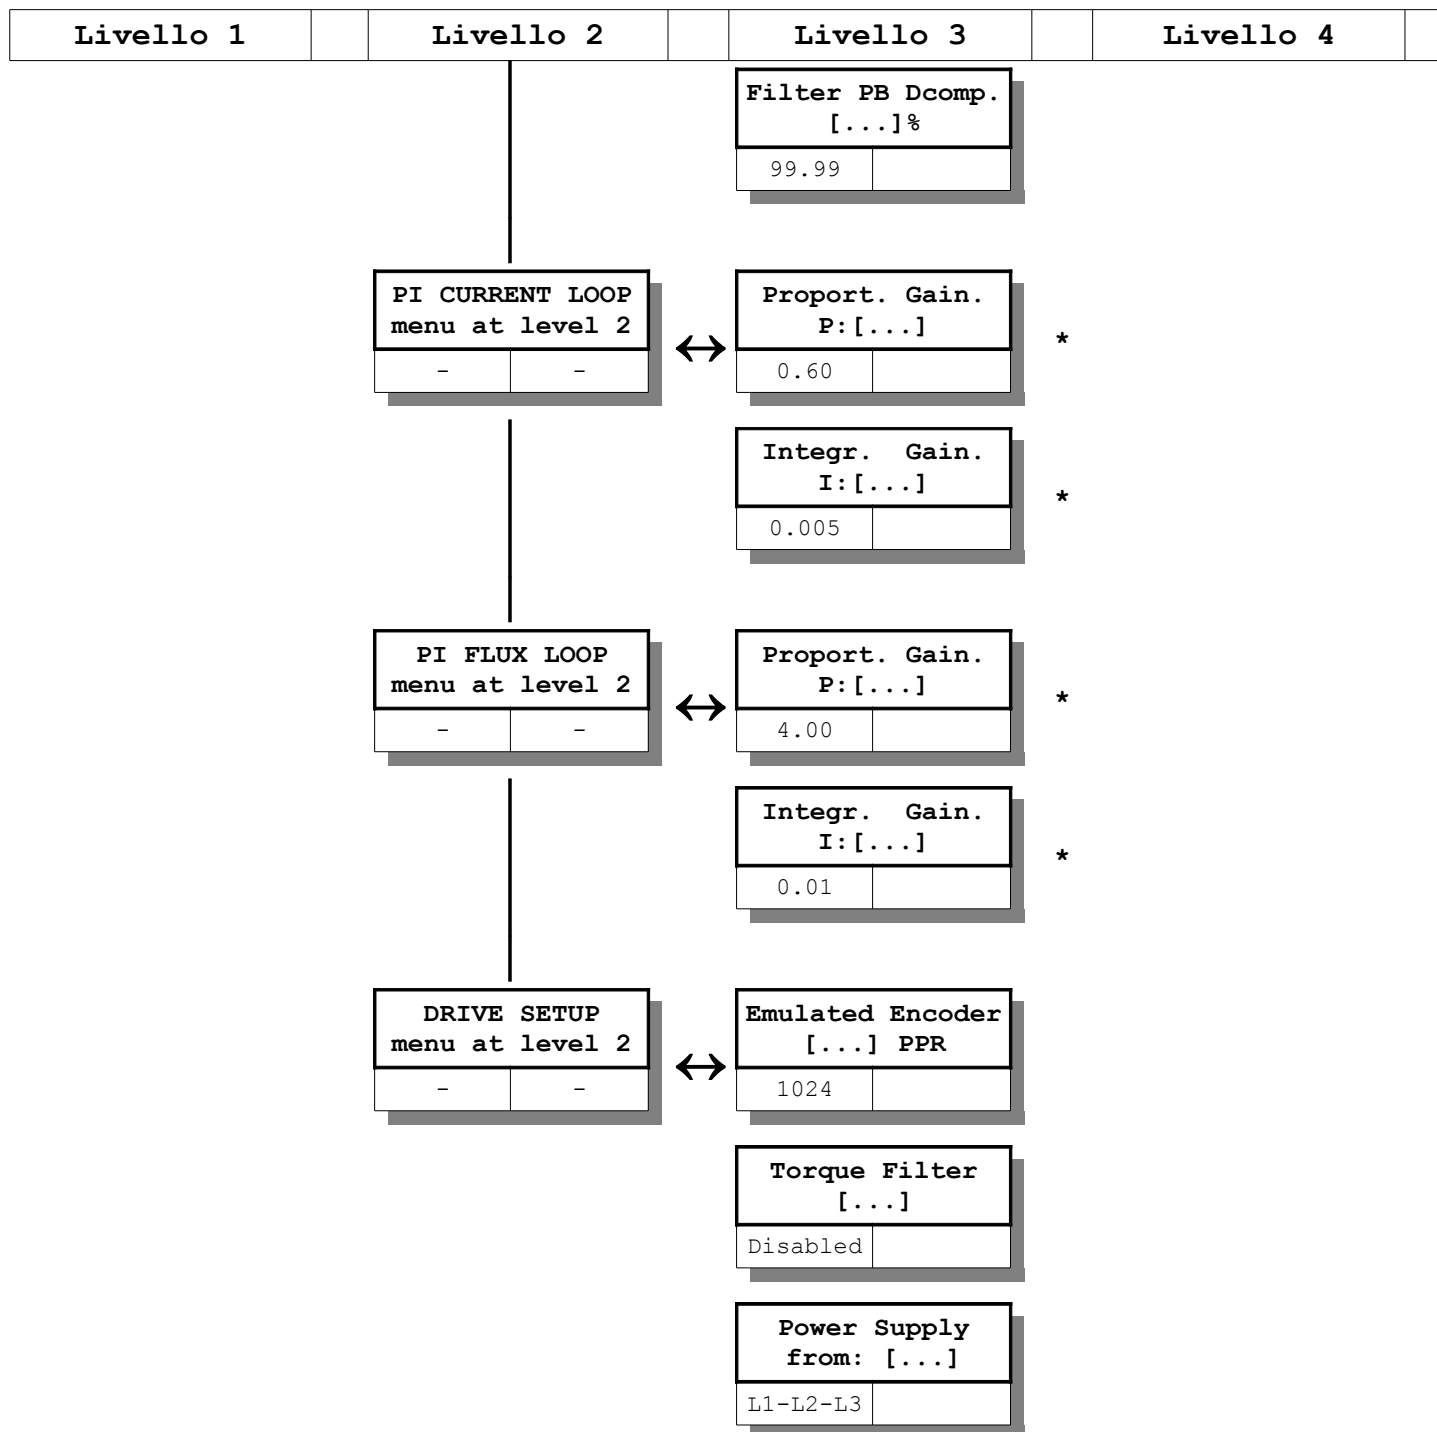 Livello 1 Livello 2 Livello 3 Livello 4
Filter PB Dcomp.
[...]%
99.99
PI CURRENT LOOP
menu at level 2
- -
Proport. Gain.
P:[...]
*
0.60
Integr. Gain.
I:[...]
*
0.005
PI FLUX LOOP
menu at level 2
- -
Proport. Gain.
P:[...]
*
4.00
Integr. Gain.
I:[...]
*
0.01
DRIVE SETUP
menu at level 2
- -
Emulated Encoder
[...] PPR
1024
Torque Filter
[...]
Disabled
Power Supply
from: [...]
L1-L2-L3